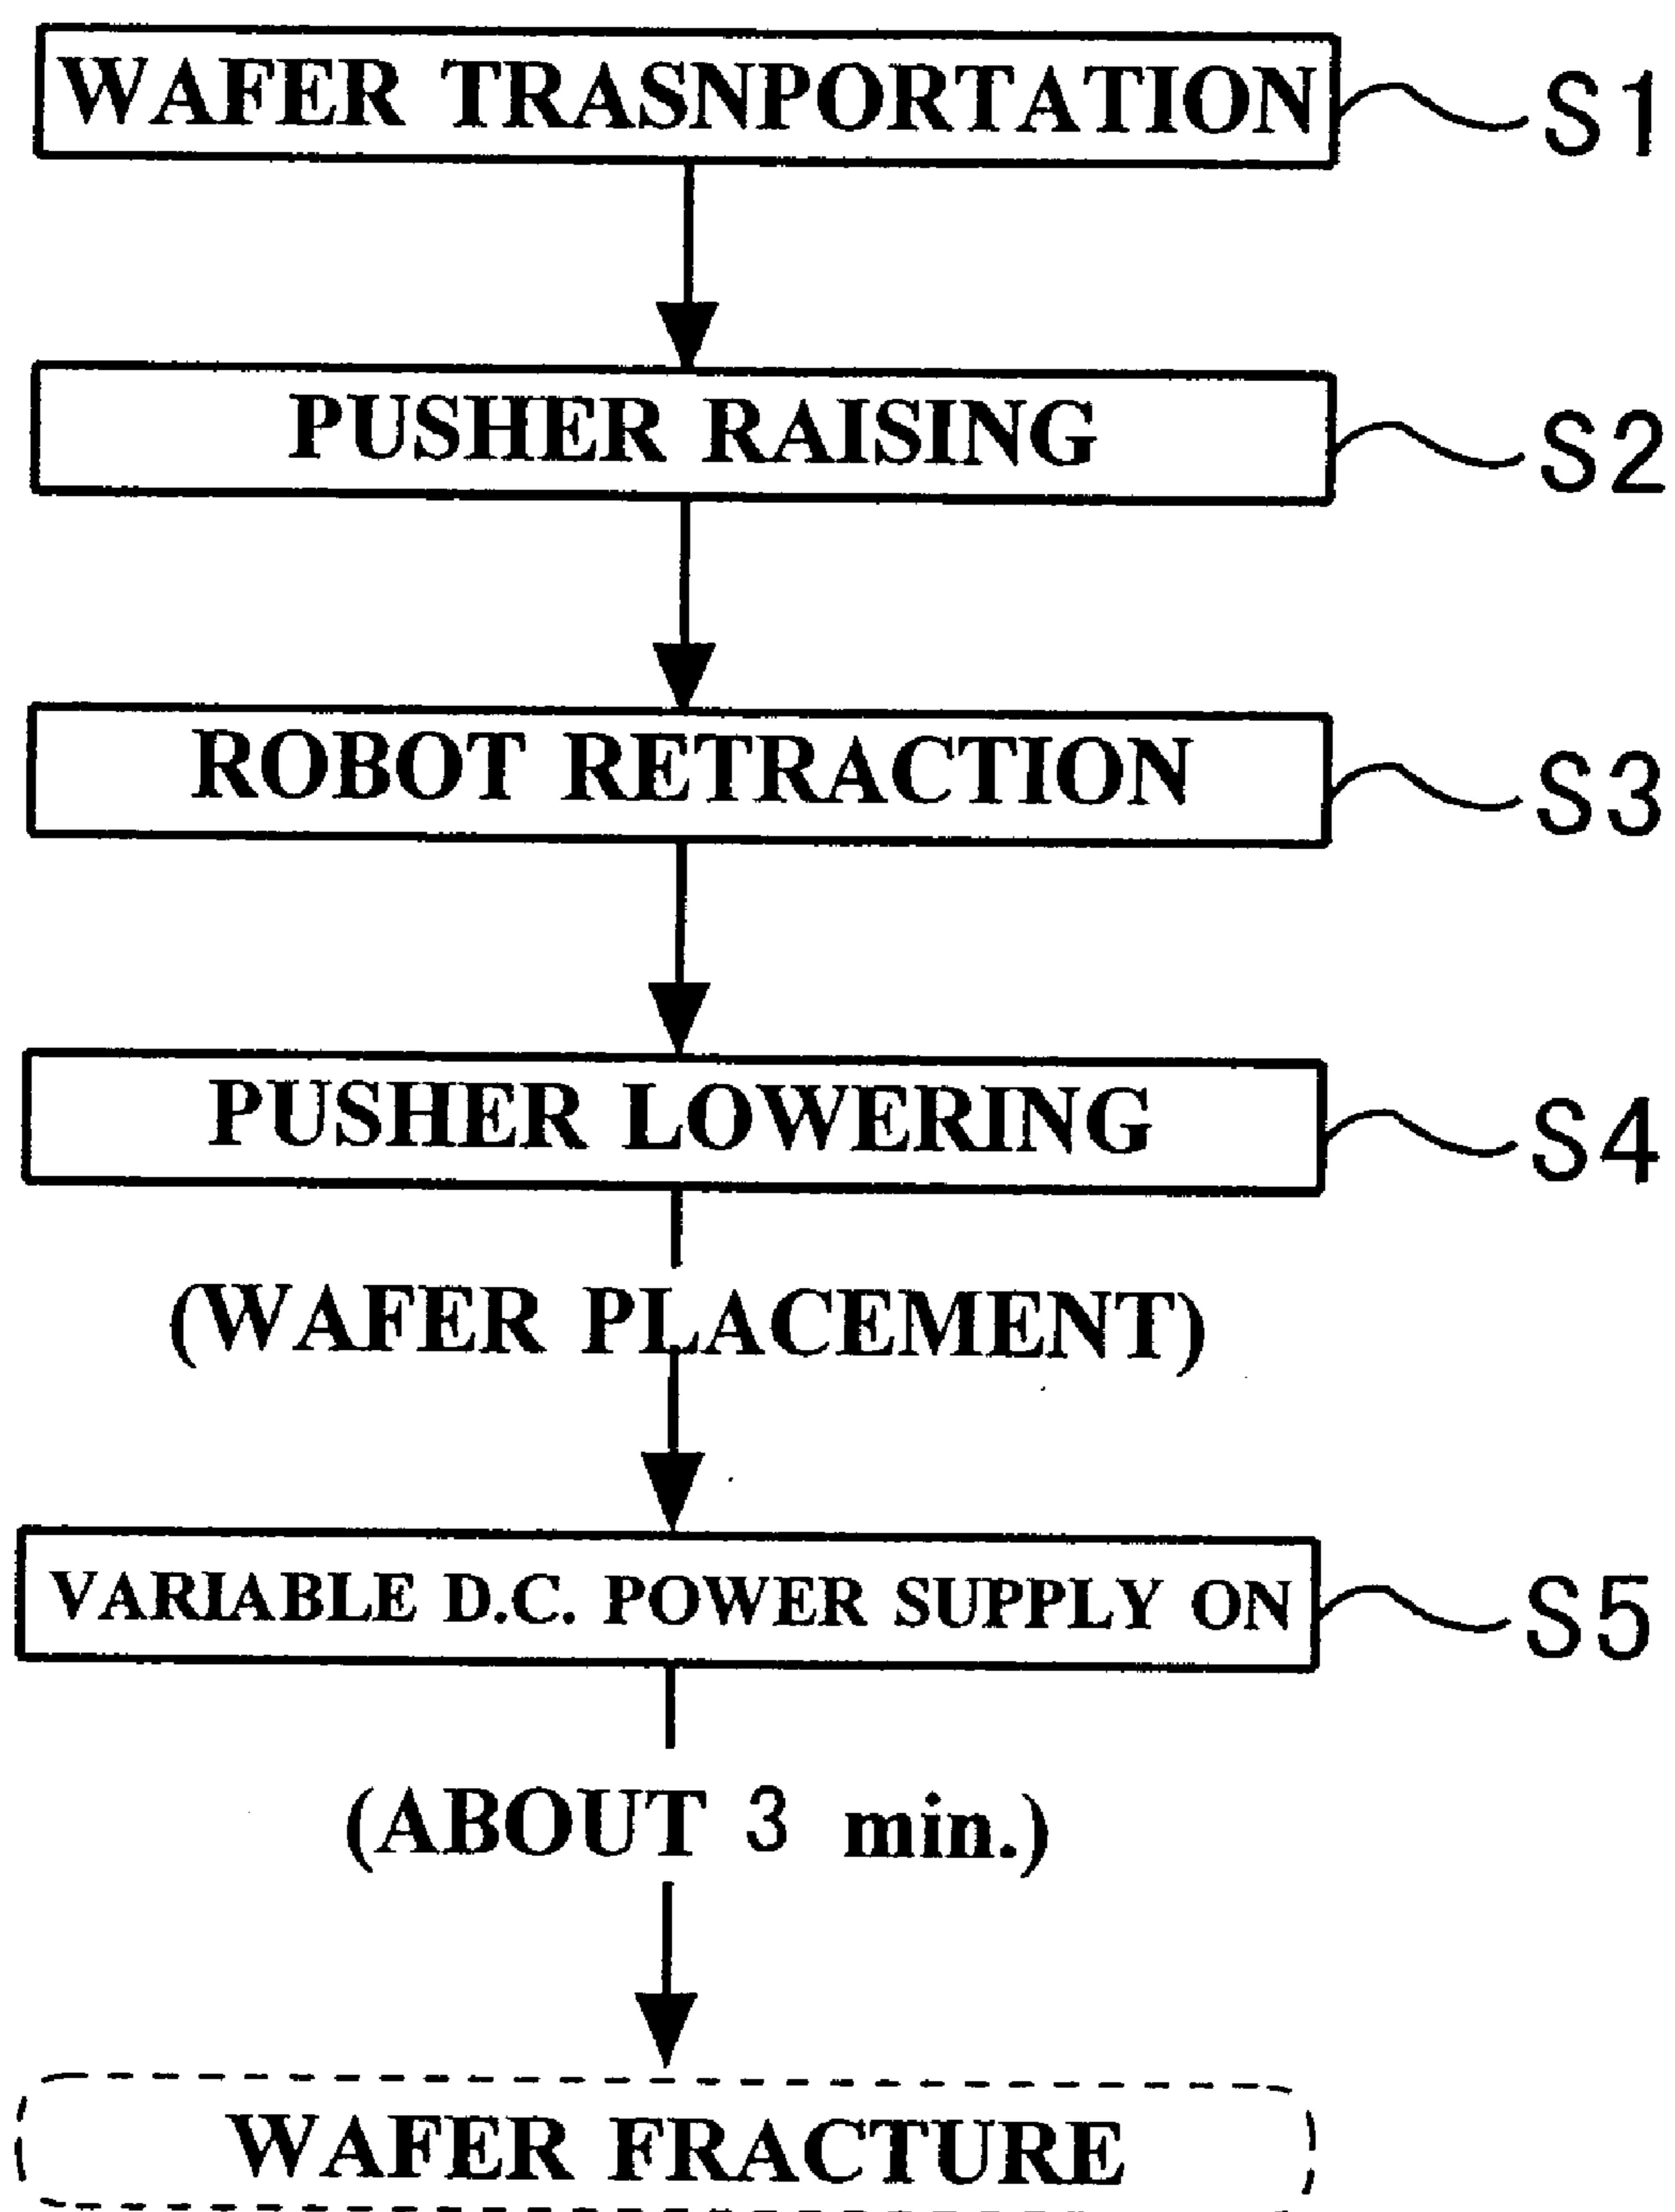 WAFER TRASNPORTATION S1
PUSHER RAISING S2
ROBOT RETRACTION S3
PUSHER LOWERING S4
(WAFER PLACEMENT)
VARIABLE D.C. POWER SUPPLY ON S5
(ABOUT 3 min.)
WAFER FRACTURE